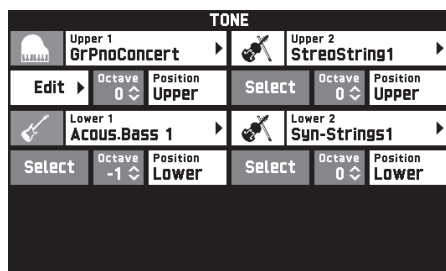 TONE
Upper 1
GrPnoConcert
Upper 2
StreoString1
Edit
Octave
0
Position
Upper
Select
Octave
0
Position
Upper
Lower 1
Acous.Bass 1
Lower 2
Syn-Strings1
Select
Octave
-1
Position
Lower
Select
Octave
0
Position
Lower